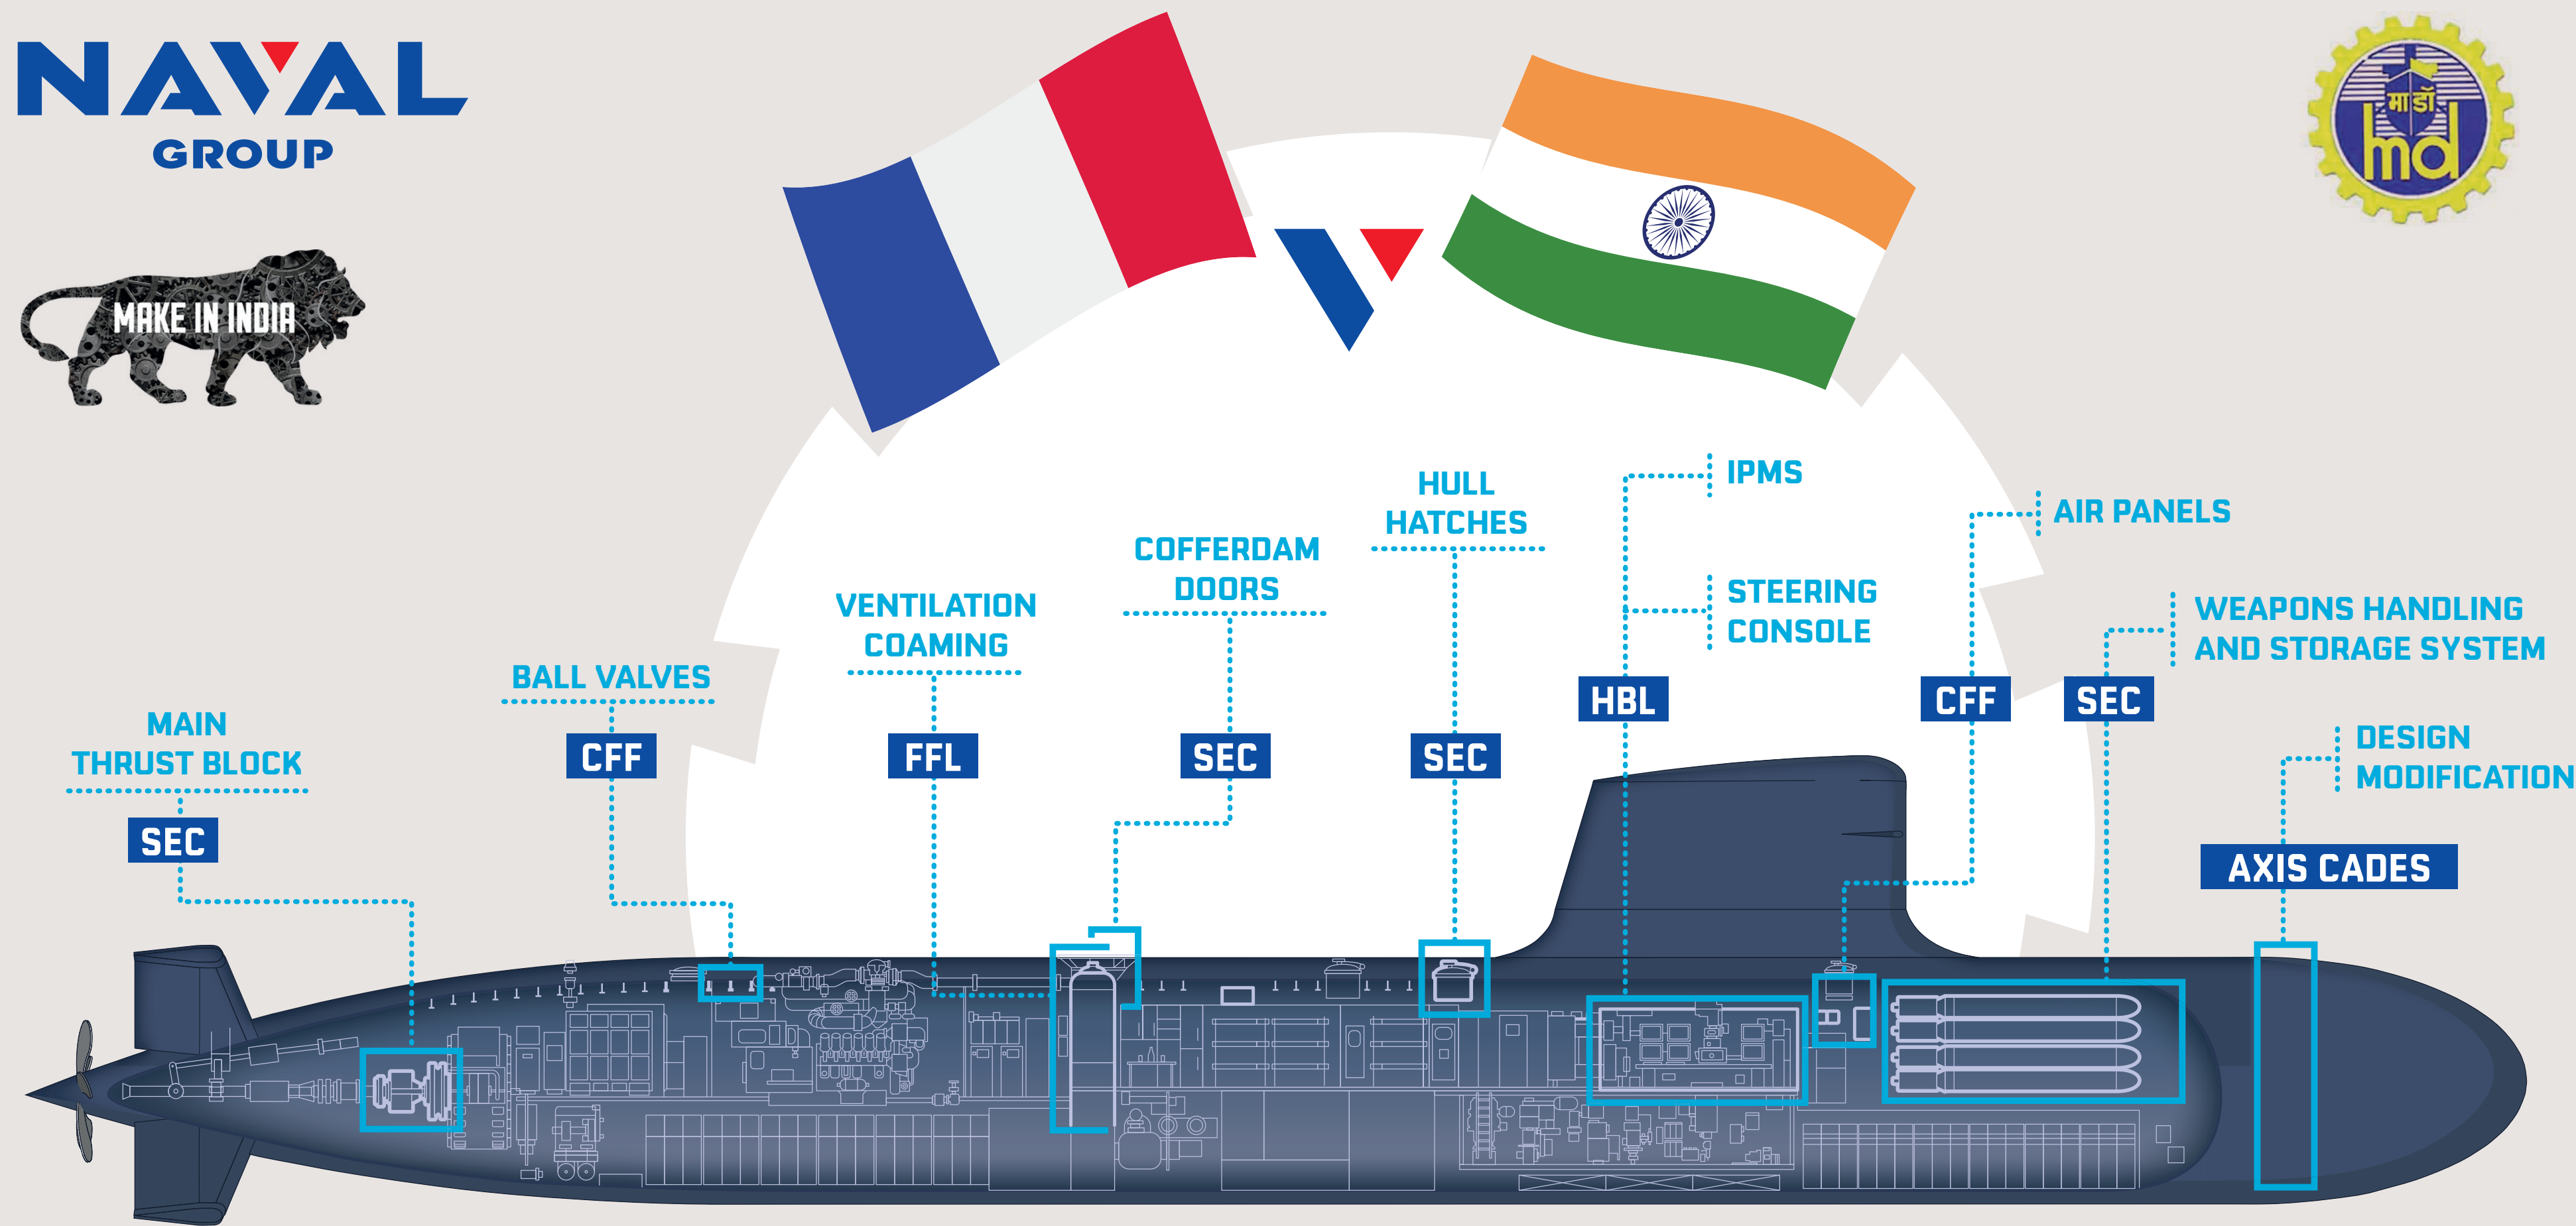 NAVAL
GROUP
माडॉ
md
MAKE IN INDIA
IPMS
HULL
HATCHES
AIR PANELS
COFFERDAM
DOORS
STEERING
CONSOLE
VENTILATION
COAMING
WEAPONS HANDLING
AND STORAGE SYSTEM
BALL VALVES
HBL
CFF
SEC
MAIN
THRUST BLOCK
CFF
FFL
SEC
SEC
DESIGN
MODIFICATION
SEC
AXIS CADES